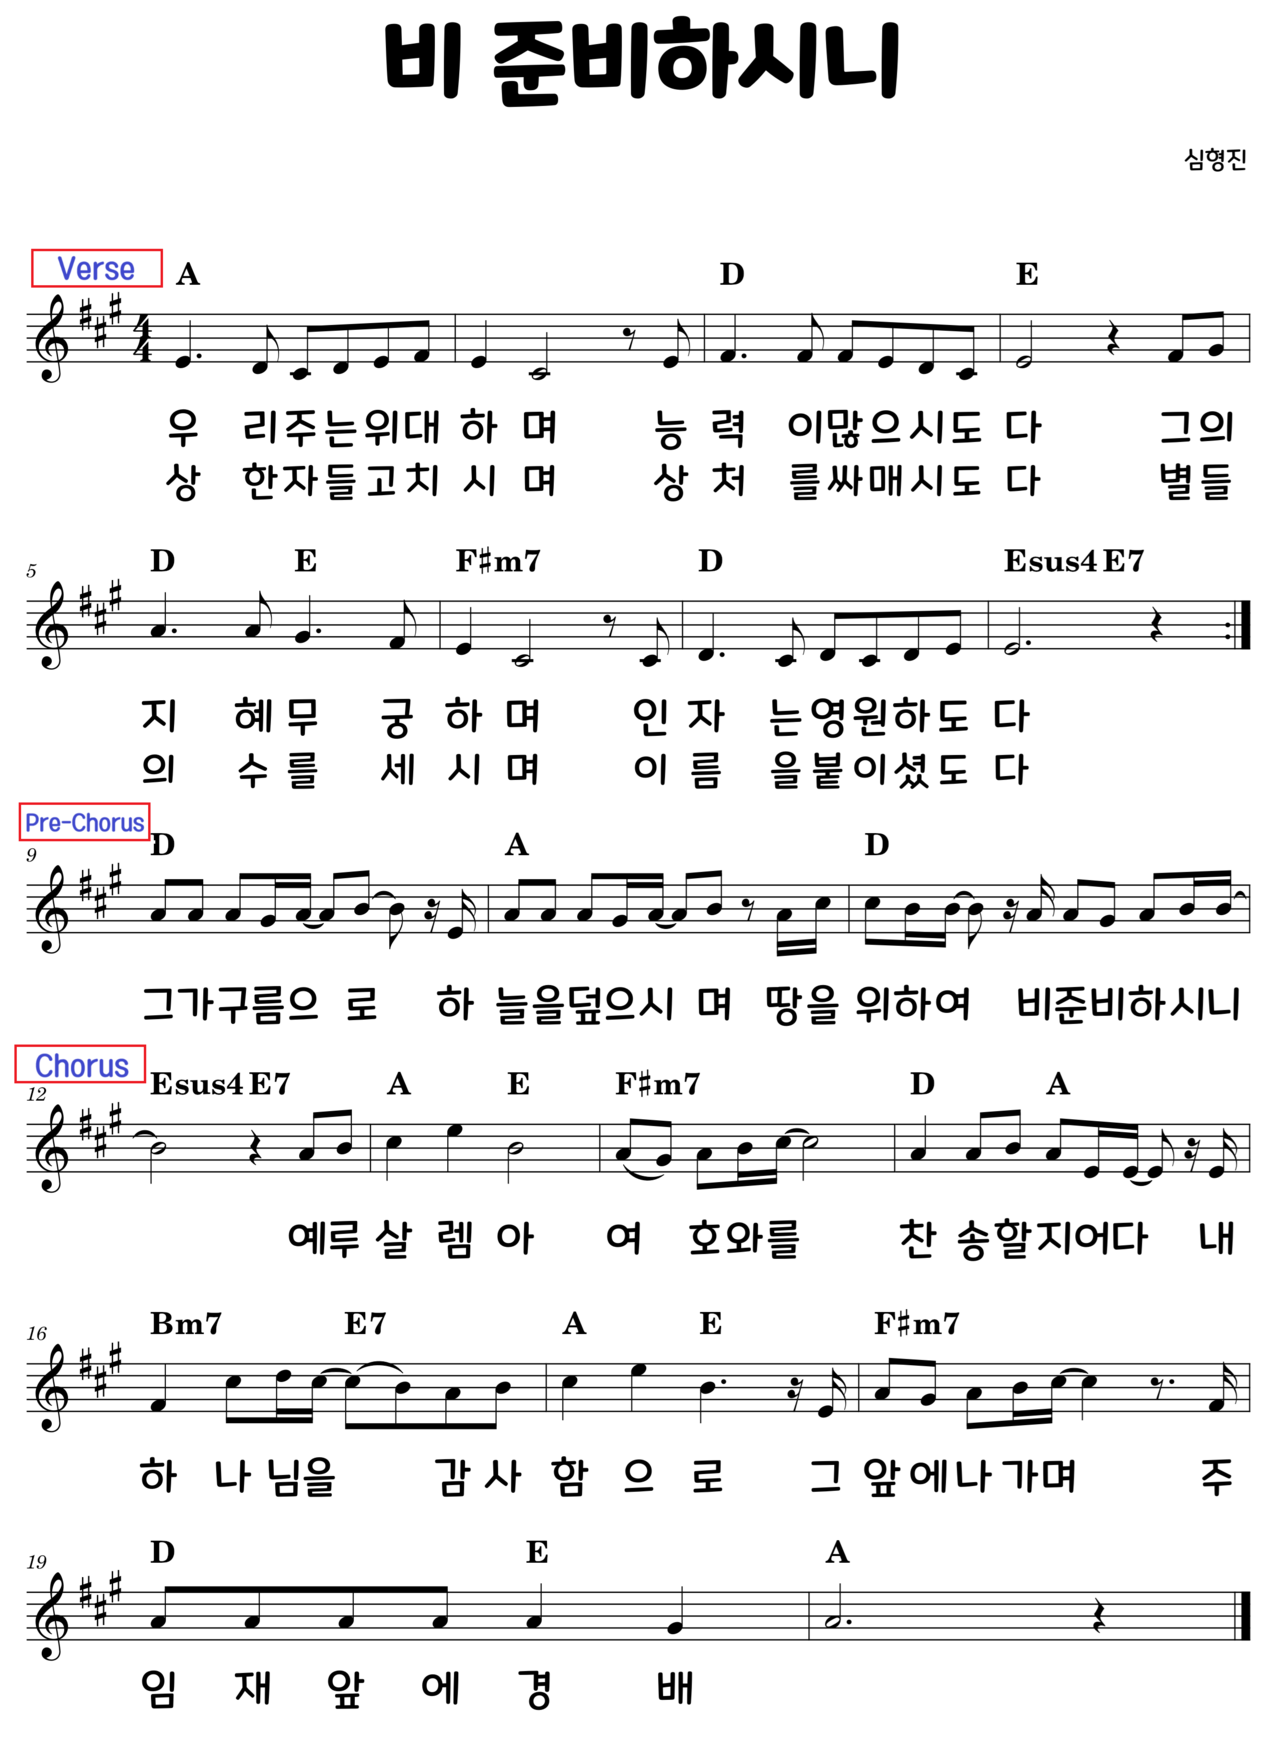 비 준비하시니
심형진
Verse
A D E
4
4
우 리주는위대 하 며 능 력 이많으시도 다 그의
상 한자들고치 시 며 상 처 를싸매시도 다 별들
5
D E F♯m7 D Esus4 E7
지 혜 무 궁 하 며 인 자 는영원하도 다
의 수 를 세 시 며 이 름 을붙이셨도 다
Pre-Chorus
9
D A D
그가구름으 로 하 늘을덮으시 며 땅을 위하여 비준비하시니
Chorus
12
Esus4 E7 A E F♯m7 D A
예루 살 렘 아 여 호와를 찬 송할지어다 내
16
Bm7 E7 A E F♯m7
하 나 님을 감 사 함 으 로 그 앞에나 가며 주
19
D E A
임 재 앞 에 경 배